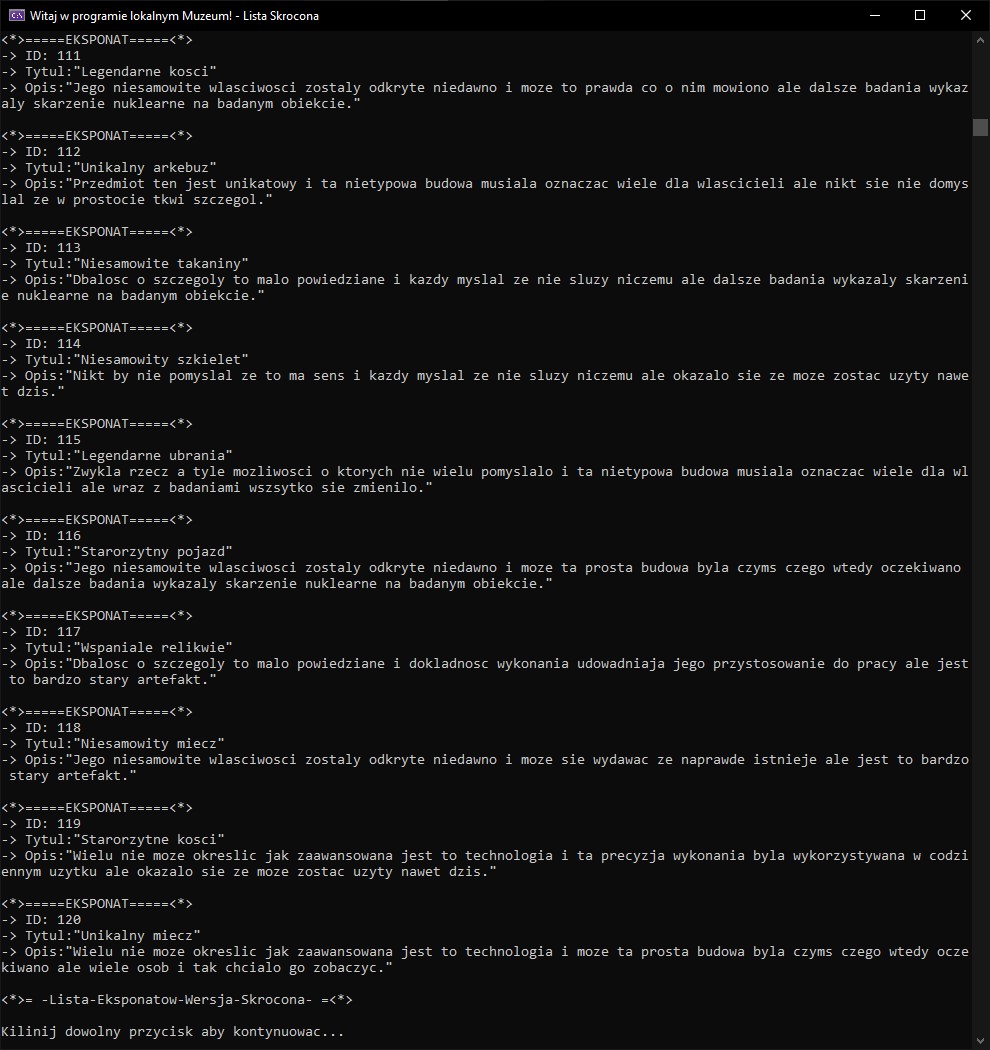 Witaj w programie lokalnym Muzeum! - Lista Skrocona
<*>=====EKSPONAT=====<*>
-> ID: 111
-> Tytul:"Legendarne kosci"
-> Opis:"Jego niesamowite wlasciwosci zostaly odkryte niedawno i moze to prawda co o nim mowiono ale dalsze badania wykaz
aly skarzenie nuklearne na badanym obiekcie."
<*>=====EKSPONAT=====<*>
-> ID: 112
-> Tytul:"Unikalny arkebuz"
-> Opis:"Przedmiot ten jest unikatowy i ta nietypowa budowa musiala oznaczac wiele dla wlascicieli ale nikt sie nie domys
lal ze w prostocie tkwi szczegol."
<*>=====EKSPONAT=====<*>
-> ID: 113
-> Tytul:"Niesamowite takaniny"
-> Opis:"Dbalosc o szczegoly to malo powiedziane i kazdy myslal ze nie sluzy niczemu ale dalsze badania wykazaly skarzeni
e nuklearne na badanym obiekcie."
<*>=====EKSPONAT=====<*>
-> ID: 114
-> Tytul:"Niesamowity szkielet"
-> Opis:"Nikt by nie pomyslal ze to ma sens i kazdy myslal ze nie sluzy niczemu ale okazalo sie ze moze zostac uzyty nawe
t dzis."
<*>=====EKSPONAT=====<*>
-> ID: 115
-> Tytul:"Legendarne ubrania"
-> Opis:"Zwykla rzecz a tyle mozliwosci o ktorych nie wielu pomyslalo i ta nietypowa budowa musiala oznaczac wiele dla wl
ascicieli ale wraz z badaniami wszsytko sie zmienilo."
<*>=====EKSPONAT=====<*>
-> ID: 116
-> Tytul:"Starorzytny pojazd"
-> Opis:"Jego niesamowite wlasciwosci zostaly odkryte niedawno i moze ta prosta budowa byla czyms czego wtedy oczekiwano
ale dalsze badania wykazaly skarzenie nuklearne na badanym obiekcie."
<*>=====EKSPONAT=====<*>
-> ID: 117
-> Tytul:"Wspaniale relikwie"
-> Opis:"Dbalosc o szczegoly to malo powiedziane i dokladnosc wykonania udowadniaja jego przystosowanie do pracy ale jest
 to bardzo stary artefakt."
<*>=====EKSPONAT=====<*>
-> ID: 118
-> Tytul:"Niesamowity miecz"
-> Opis:"Jego niesamowite wlasciwosci zostaly odkryte niedawno i moze sie wydawac ze naprawde istnieje ale jest to bardzo
 stary artefakt."
<*>=====EKSPONAT=====<*>
-> ID: 119
-> Tytul:"Starorzytne kosci"
-> Opis:"Wielu nie moze okreslic jak zaawansowana jest to technologia i ta precyzja wykonania byla wykorzystywana w codzi
ennym uzytku ale okazalo sie ze moze zostac uzyty nawet dzis."
<*>=====EKSPONAT=====<*>
-> ID: 120
-> Tytul:"Unikalny miecz"
-> Opis:"Wielu nie moze okreslic jak zaawansowana jest to technologia i moze ta prosta budowa byla czyms czego wtedy ocze
kiwano ale wiele osob i tak chcialo go zobaczyc."
<*>= -Lista-Eksponatow-Wersja-Skrocona- =<*>
Kilinij dowolny przycisk aby kontynuowac...